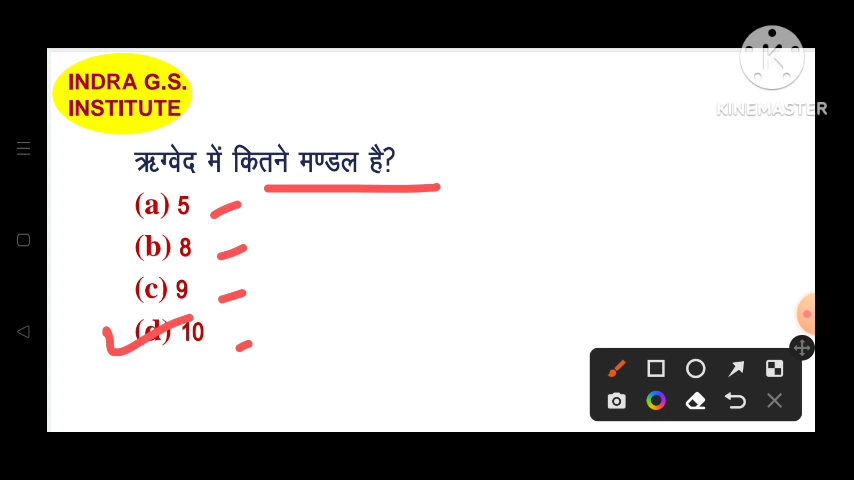 INDRA G.S.
INSTITUTE
KINEMASTER
ऋग्वेद में कितने मण्डल है?
(a) 5
(b) 8
(c) 9
(d) 10